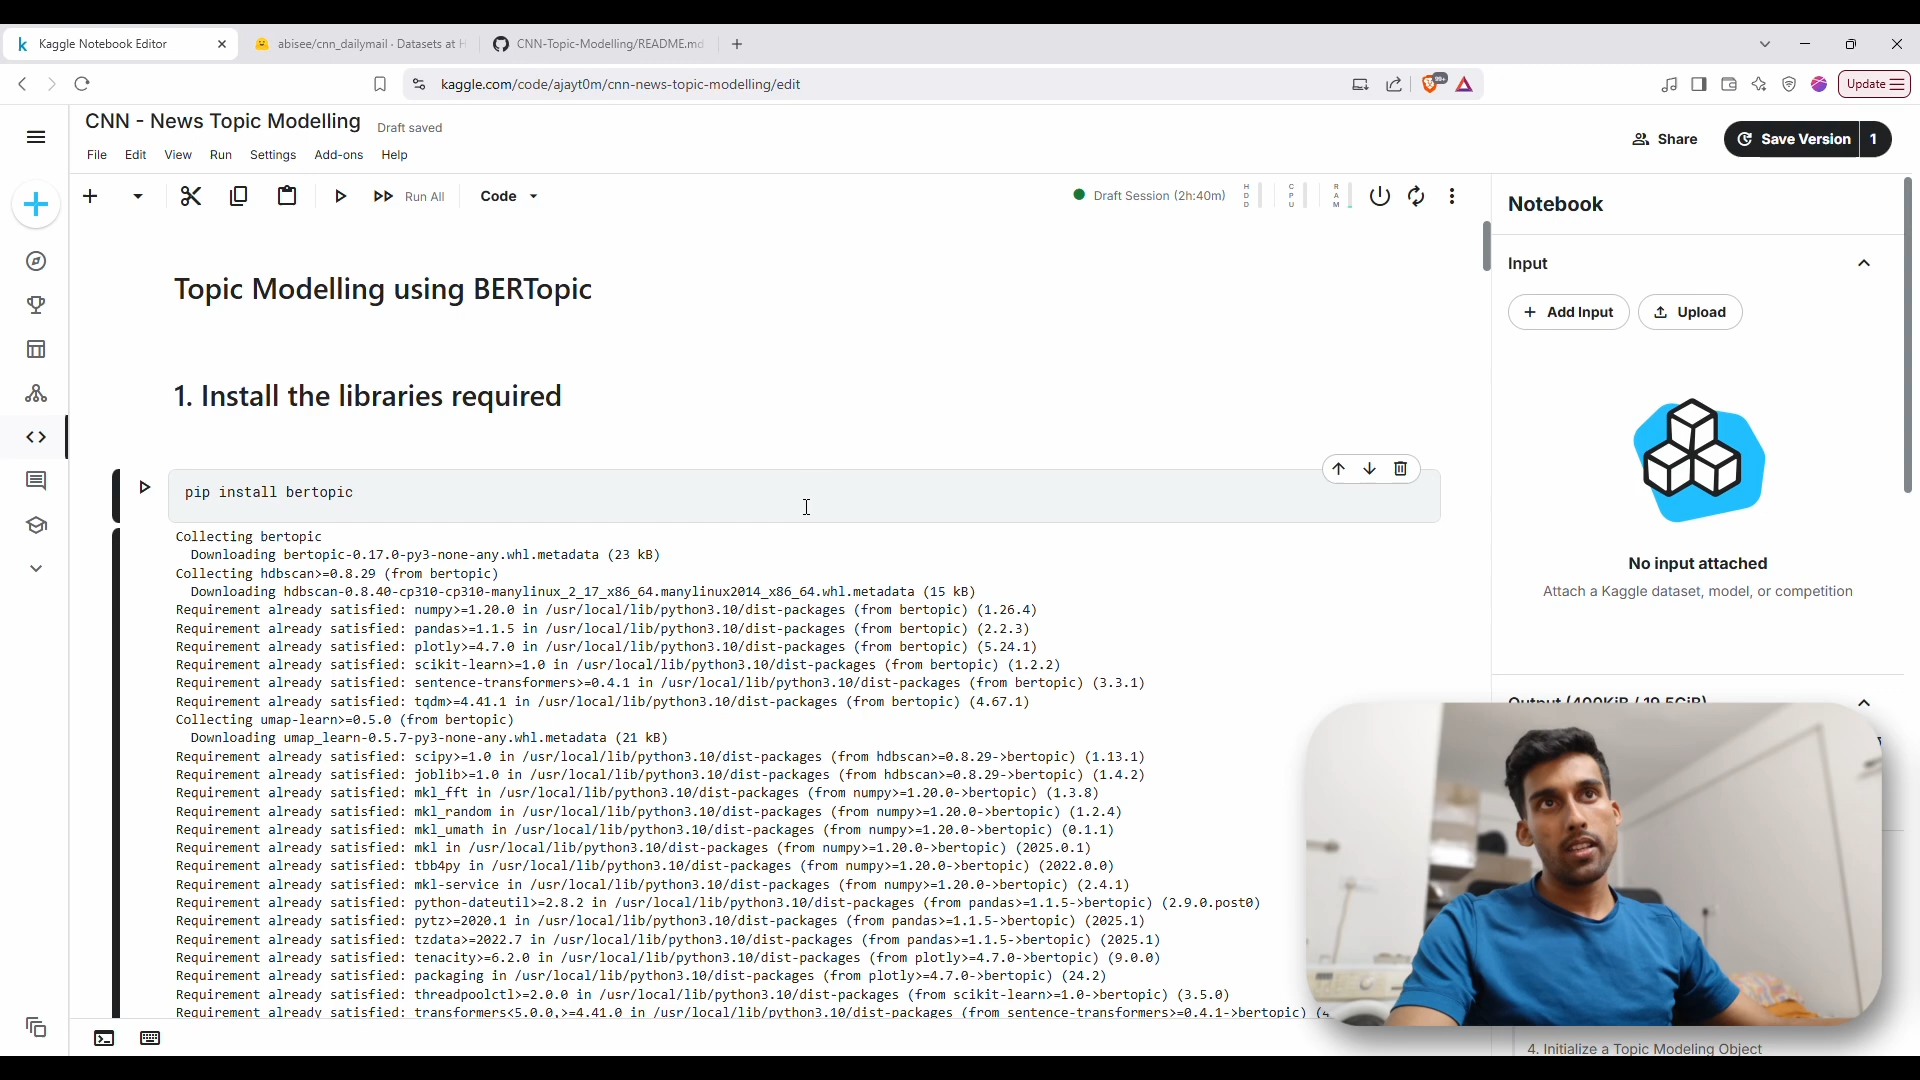 Kaggle Notebook Editor
abisee/cnn_dailymail · Datasets at H
CNN-Topic-Modelling/README.md
kaggle.com/code/ajayt0m/cnn-news-topic-modelling/edit
99+
Update
CNN - News Topic Modelling
Draft saved
File Edit View Run Settings Add-ons Help
Share
Save Version 1
Run All
Code
Draft Session (2h:40m)
HDD
CPU
RAM
Notebook
Input
Add Input
Upload
No input attached
Attach a Kaggle dataset, model, or competition
Output (400KiB / 19.5GiB)
4. Initialize a Topic Modeling Object
Topic Modelling using BERTopic
1. Install the libraries required
pip install bertopic
Collecting bertopic
Downloading bertopic-0.17.0-py3-none-any.whl.metadata (23 kB)
Collecting hdbscan>=0.8.29 (from bertopic)
Downloading hdbscan-0.8.40-cp310-cp310-manylinux_2_17_x86_64.manylinux2014_x86_64.whl.metadata (15 kB)
Requirement already satisfied: numpy>=1.20.0 in /usr/local/lib/python3.10/dist-packages (from bertopic) (1.26.4)
Requirement already satisfied: pandas>=1.1.5 in /usr/local/lib/python3.10/dist-packages (from bertopic) (2.2.3)
Requirement already satisfied: plotly>=4.7.0 in /usr/local/lib/python3.10/dist-packages (from bertopic) (5.24.1)
Requirement already satisfied: scikit-learn>=1.0 in /usr/local/lib/python3.10/dist-packages (from bertopic) (1.2.2)
Requirement already satisfied: sentence-transformers>=0.4.1 in /usr/local/lib/python3.10/dist-packages (from bertopic) (3.3.1)
Requirement already satisfied: tqdm>=4.41.1 in /usr/local/lib/python3.10/dist-packages (from bertopic) (4.67.1)
Collecting umap-learn>=0.5.0 (from bertopic)
Downloading umap_learn-0.5.7-py3-none-any.whl.metadata (21 kB)
Requirement already satisfied: scipy>=1.0 in /usr/local/lib/python3.10/dist-packages (from hdbscan>=0.8.29->bertopic) (1.13.1)
Requirement already satisfied: joblib>=1.0 in /usr/local/lib/python3.10/dist-packages (from hdbscan>=0.8.29->bertopic) (1.4.2)
Requirement already satisfied: mkl_fft in /usr/local/lib/python3.10/dist-packages (from numpy>=1.20.0->bertopic) (1.3.8)
Requirement already satisfied: mkl_random in /usr/local/lib/python3.10/dist-packages (from numpy>=1.20.0->bertopic) (1.2.4)
Requirement already satisfied: mkl_umath in /usr/local/lib/python3.10/dist-packages (from numpy>=1.20.0->bertopic) (0.1.1)
Requirement already satisfied: mkl in /usr/local/lib/python3.10/dist-packages (from numpy>=1.20.0->bertopic) (2025.0.1)
Requirement already satisfied: tbb4py in /usr/local/lib/python3.10/dist-packages (from numpy>=1.20.0->bertopic) (2022.0.0)
Requirement already satisfied: mkl-service in /usr/local/lib/python3.10/dist-packages (from numpy>=1.20.0->bertopic) (2.4.1)
Requirement already satisfied: python-dateutil>=2.8.2 in /usr/local/lib/python3.10/dist-packages (from pandas>=1.1.5->bertopic) (2.9.0.post0)
Requirement already satisfied: pytz>=2020.1 in /usr/local/lib/python3.10/dist-packages (from pandas>=1.1.5->bertopic) (2025.1)
Requirement already satisfied: tzdata>=2022.7 in /usr/local/lib/python3.10/dist-packages (from pandas>=1.1.5->bertopic) (2025.1)
Requirement already satisfied: tenacity>=6.2.0 in /usr/local/lib/python3.10/dist-packages (from plotly>=4.7.0->bertopic) (9.0.0)
Requirement already satisfied: packaging in /usr/local/lib/python3.10/dist-packages (from plotly>=4.7.0->bertopic) (24.2)
Requirement already satisfied: threadpoolctl>=2.0.0 in /usr/local/lib/python3.10/dist-packages (from scikit-learn>=1.0->bertopic) (3.5.0)
Requirement already satisfied: transformers<5.0.0,>=4.41.0 in /usr/local/lib/python3.10/dist-packages (from sentence-transformers>=0.4.1->bertopic) (4